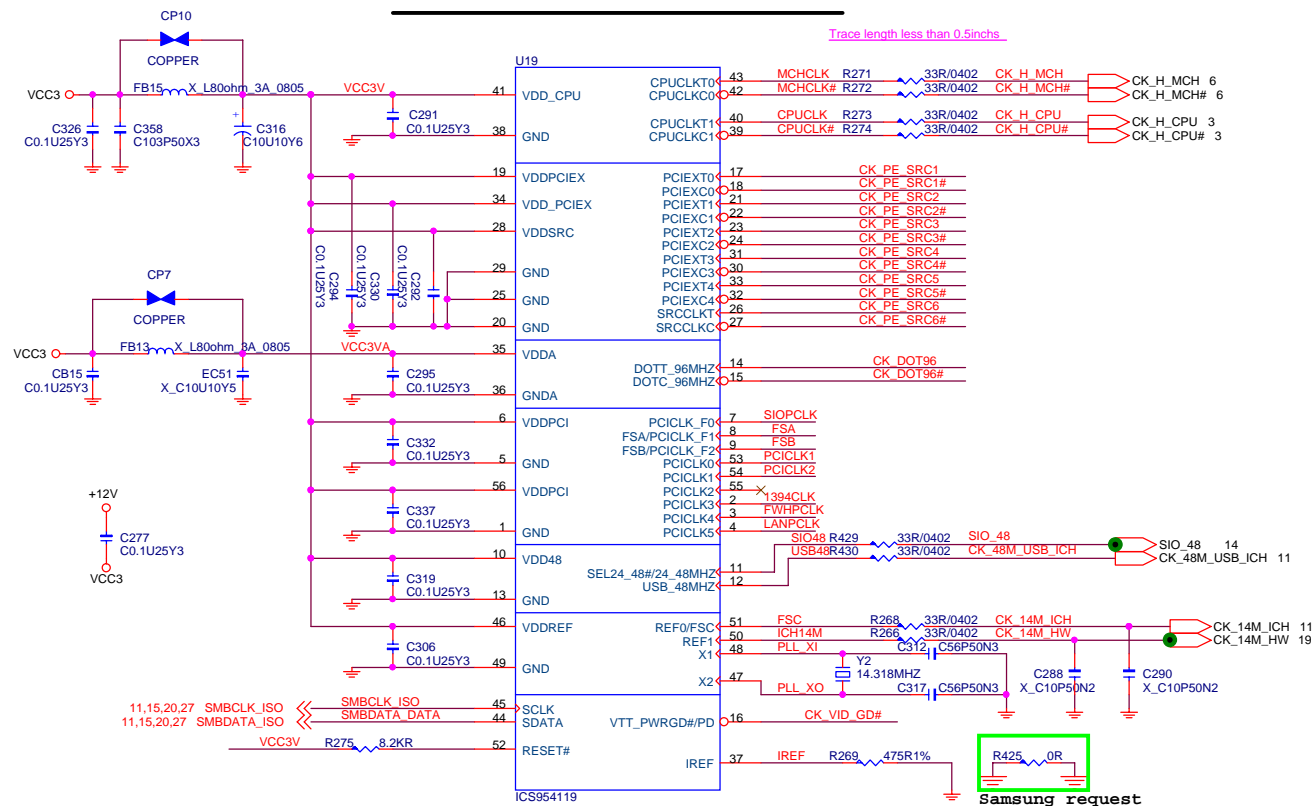 CP10
COPPER
Trace length less than 0.5inchs
U19
VCC3
FB15
X_L80ohm_3A_0805
VCC3V
C326
C0.1U25Y3
C358
C103P50X3
+
C316
C10U10Y6
C291
C0.1U25Y3
41 VDD_CPU
38 GND
CPUCLKT0 43 MCHCLK R271 33R/0402 CK_H_MCH CK_H_MCH 6
CPUCLKC0 42 MCHCLK# R272 33R/0402 CK_H_MCH# CK_H_MCH# 6
CPUCLKT1 40 CPUCLK R273 33R/0402 CK_H_CPU CK_H_CPU 3
CPUCLKC1 39 CPUCLK# R274 33R/0402 CK_H_CPU# CK_H_CPU# 3
19 VDDPCIEX
34 VDD_PCIEX
28 VDDSRC
29 GND
25 GND
20 GND
C0.1U25Y3
C294
C0.1U25Y3
C330
C0.1U25Y3
C292
PCIEXT0 17 CK_PE_SRC1
PCIEXC0 18 CK_PE_SRC1#
PCIEXT1 21 CK_PE_SRC2
PCIEXC1 22 CK_PE_SRC2#
PCIEXT2 23 CK_PE_SRC3
PCIEXC2 24 CK_PE_SRC3#
PCIEXT3 31 CK_PE_SRC4
PCIEXC3 30 CK_PE_SRC4#
PCIEXT4 33 CK_PE_SRC5
PCIEXC4 32 CK_PE_SRC5#
SRCCLKT 26 CK_PE_SRC6
SRCCLKC 27 CK_PE_SRC6#
CP7
COPPER
VCC3
FB13
X_L80ohm_3A_0805
VCC3VA
CB15
C0.1U25Y3
EC51
X_C10U10Y5
C295
C0.1U25Y3
35 VDDA
36 GNDA
DOTT_96MHZ 14 CK_DOT96
DOTC_96MHZ 15 CK_DOT96#
6 VDDPCI
C332
C0.1U25Y3
5 GND
56 VDDPCI
C337
C0.1U25Y3
1 GND
PCICLK_F0 7 SIOPCLK
FSA/PCICLK_F1 8 FSA
FSB/PCICLK_F2 9 FSB
PCICLK0 53 PCICLK1
PCICLK1 54 PCICLK2
PCICLK2 55
PCICLK3 2 1394CLK
PCICLK4 3 FWHPCLK
PCICLK5 4 LANPCLK
+12V
C277
C0.1U25Y3
VCC3
10 VDD48
C319
C0.1U25Y3
13 GND
SIO48 R429 33R/0402 SIO_48 SIO_48 14
USB48 R430 33R/0402 CK_48M_USB_ICH CK_48M_USB_ICH 11
SEL24_48#/24_48MHZ 11
USB_48MHZ 12
46 VDDREF
C306
C0.1U25Y3
49 GND
REF0/FSC 51 FSC R268 33R/0402 CK_14M_ICH CK_14M_ICH 11
REF1 50 ICH14M R266 33R/0402 CK_14M_HW CK_14M_HW 19
X1 48 PLL_XI C312 C56P50N3
Y2
14.318MHZ
X2 47 PLL_XO C317 C56P50N3
C288
X_C10P50N2
C290
X_C10P50N2
11,15,20,27 SMBCLK_ISO SMBCLK_ISO 45 SCLK
11,15,20,27 SMBDATA_ISO SMBDATA_DATA 44 SDATA
VTT_PWRGD#/PD 16 CK_VID_GD#
VCC3V R275 8.2KR 52 RESET#
IREF 37 IREF R269 475R1%
R425 0R
ICS954119
Samsung request